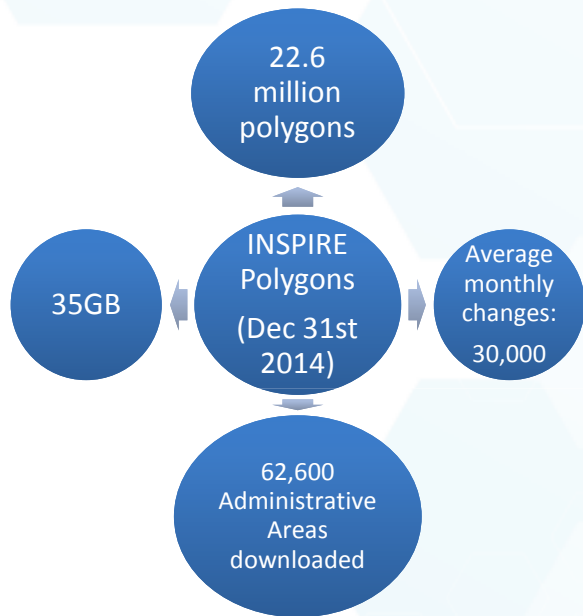 22.6
million
polygons
INSPIRE
Polygons
(Dec 31st
2014)
35GB
Average
monthly
changes:
30,000
62,600
Administrative
Areas
downloaded